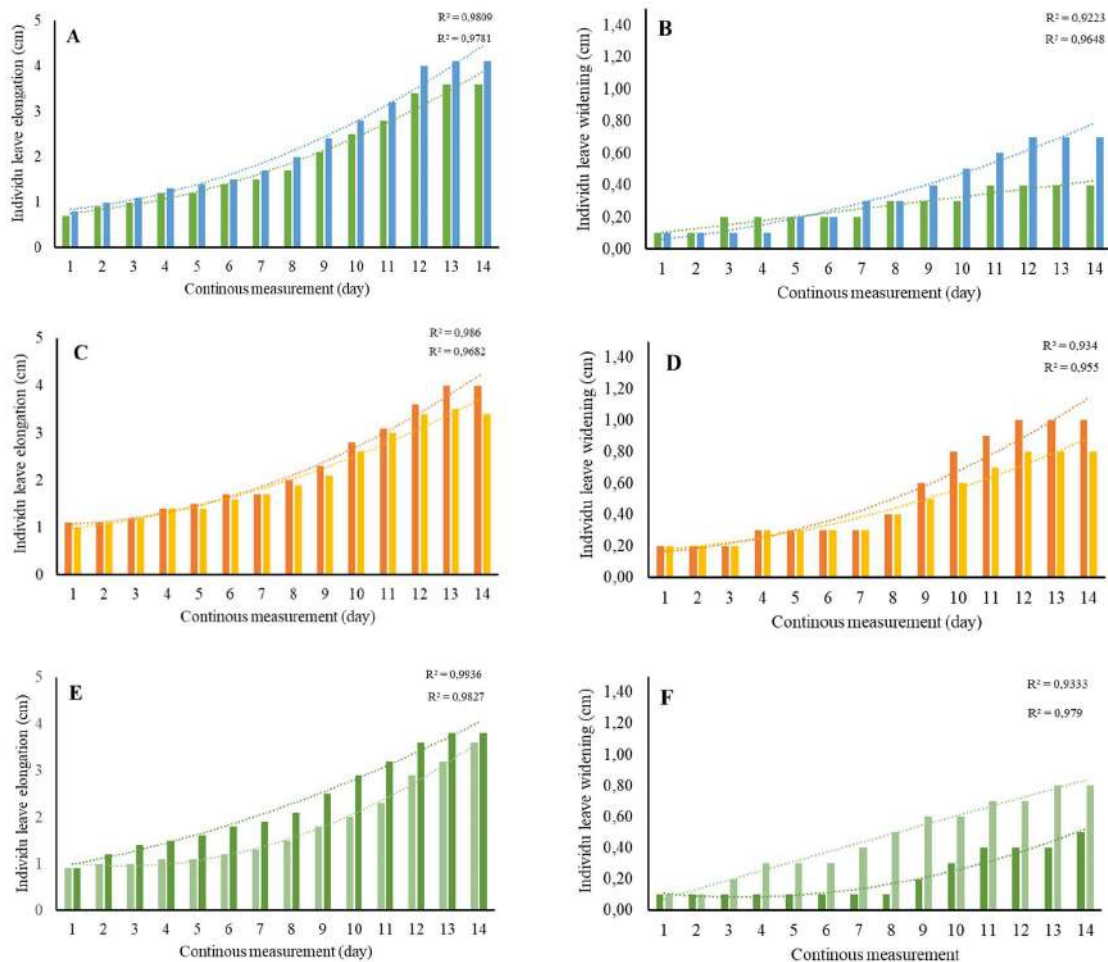 A
R² = 0,9809
R² = 0,9781
Individu leave elongation (cm)
5
4
3
2
1
0
1 2 3 4 5 6 7 8 9 10 11 12 13 14
Continous measurement (day)
B
R² = 0,9223
R² = 0,9648
Individu leave widening (cm)
1,40
1,20
1,00
0,80
0,60
0,40
0,20
0,00
1 2 3 4 5 6 7 8 9 10 11 12 13 14
Continous measurement (day)
C
R² = 0,986
R² = 0,9682
Individu leave elongation (cm)
5
4
3
2
1
0
1 2 3 4 5 6 7 8 9 10 11 12 13 14
Continous measurement (day)
D
R² = 0,934
R² = 0,955
Individu leave widening (cm)
1,40
1,20
1,00
0,80
0,60
0,40
0,20
0,00
1 2 3 4 5 6 7 8 9 10 11 12 13 14
Continous measurement (day)
E
R² = 0,9936
R² = 0,9827
Individu leave elongation (cm)
5
4
3
2
1
0
1 2 3 4 5 6 7 8 9 10 11 12 13 14
Continous measurement (day)
F
R² = 0,9333
R² = 0,979
Individu leave widening (cm)
1,40
1,20
1,00
0,80
0,60
0,40
0,20
0,00
1 2 3 4 5 6 7 8 9 10 11 12 13 14
Continous measurement